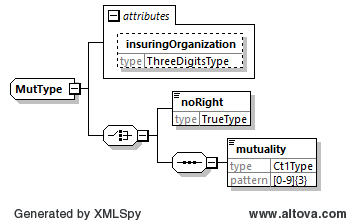 attributes
insuringOrganization
type ThreeDigitsType
MutType
noRight
type TrueType
mutuality
type Ct1Type
pattern [0-9]{3}
Generated by XMLSpy www.altova.com